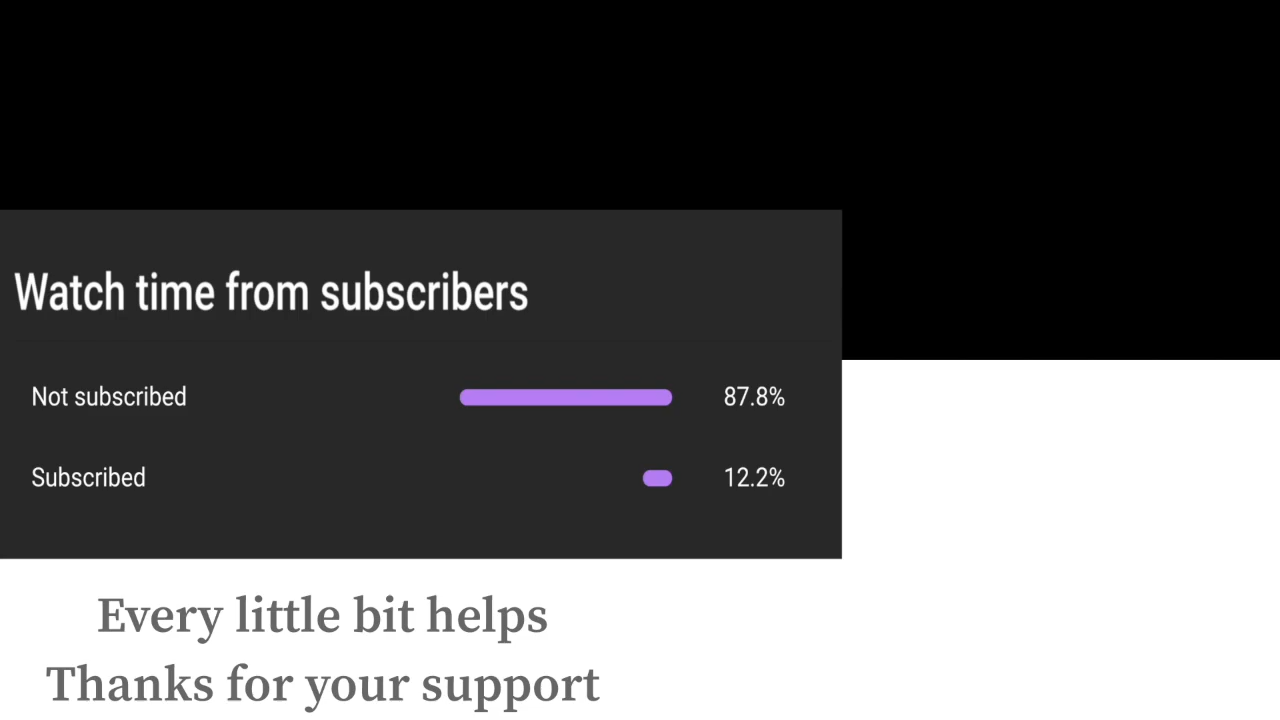 Watch time from subscribers
Not subscribed 87.8%
Subscribed 12.2%
Every little bit helps
Thanks for your support